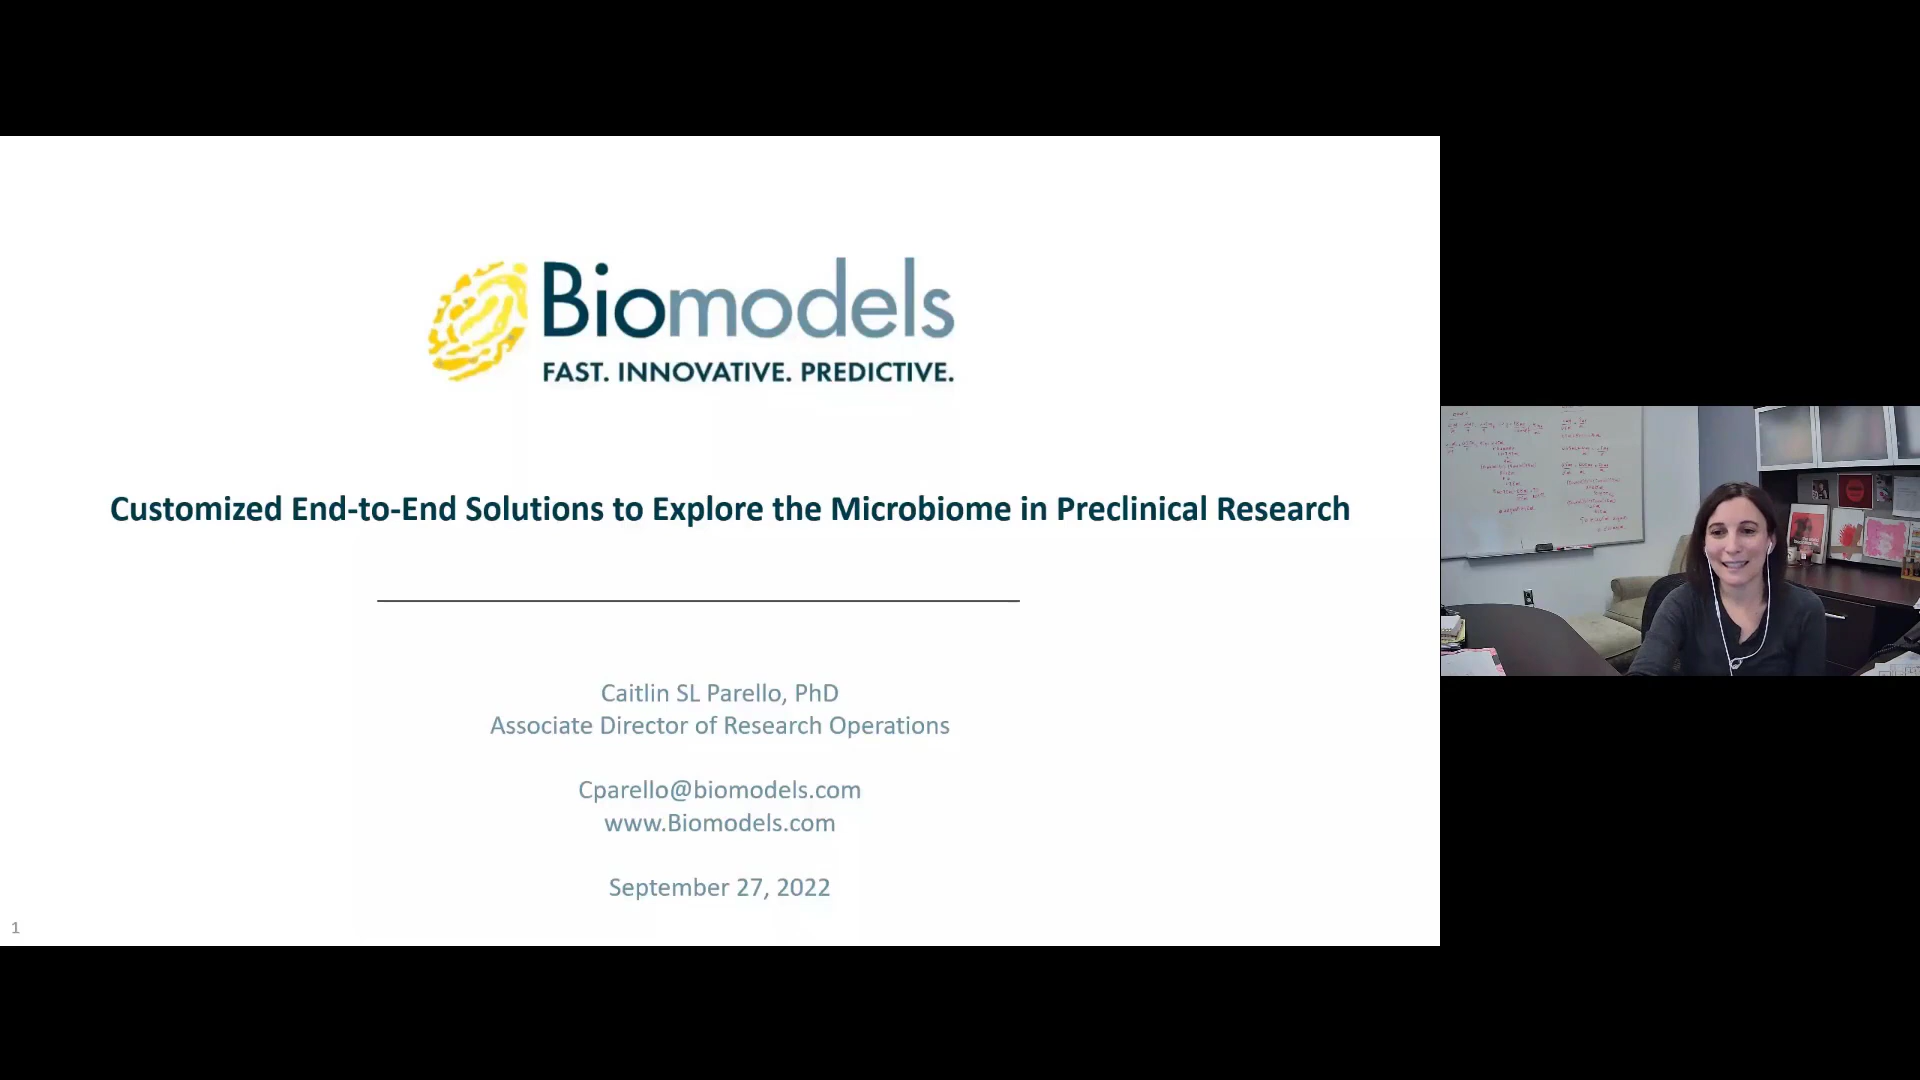 Biomodels
FAST. INNOVATIVE. PREDICTIVE.
Customized End-to-End Solutions to Explore the Microbiome in Preclinical Research
Caitlin SL Parello, PhD
Associate Director of Research Operations
Cparello@biomodels.com
www.Biomodels.com
September 27, 2022
1